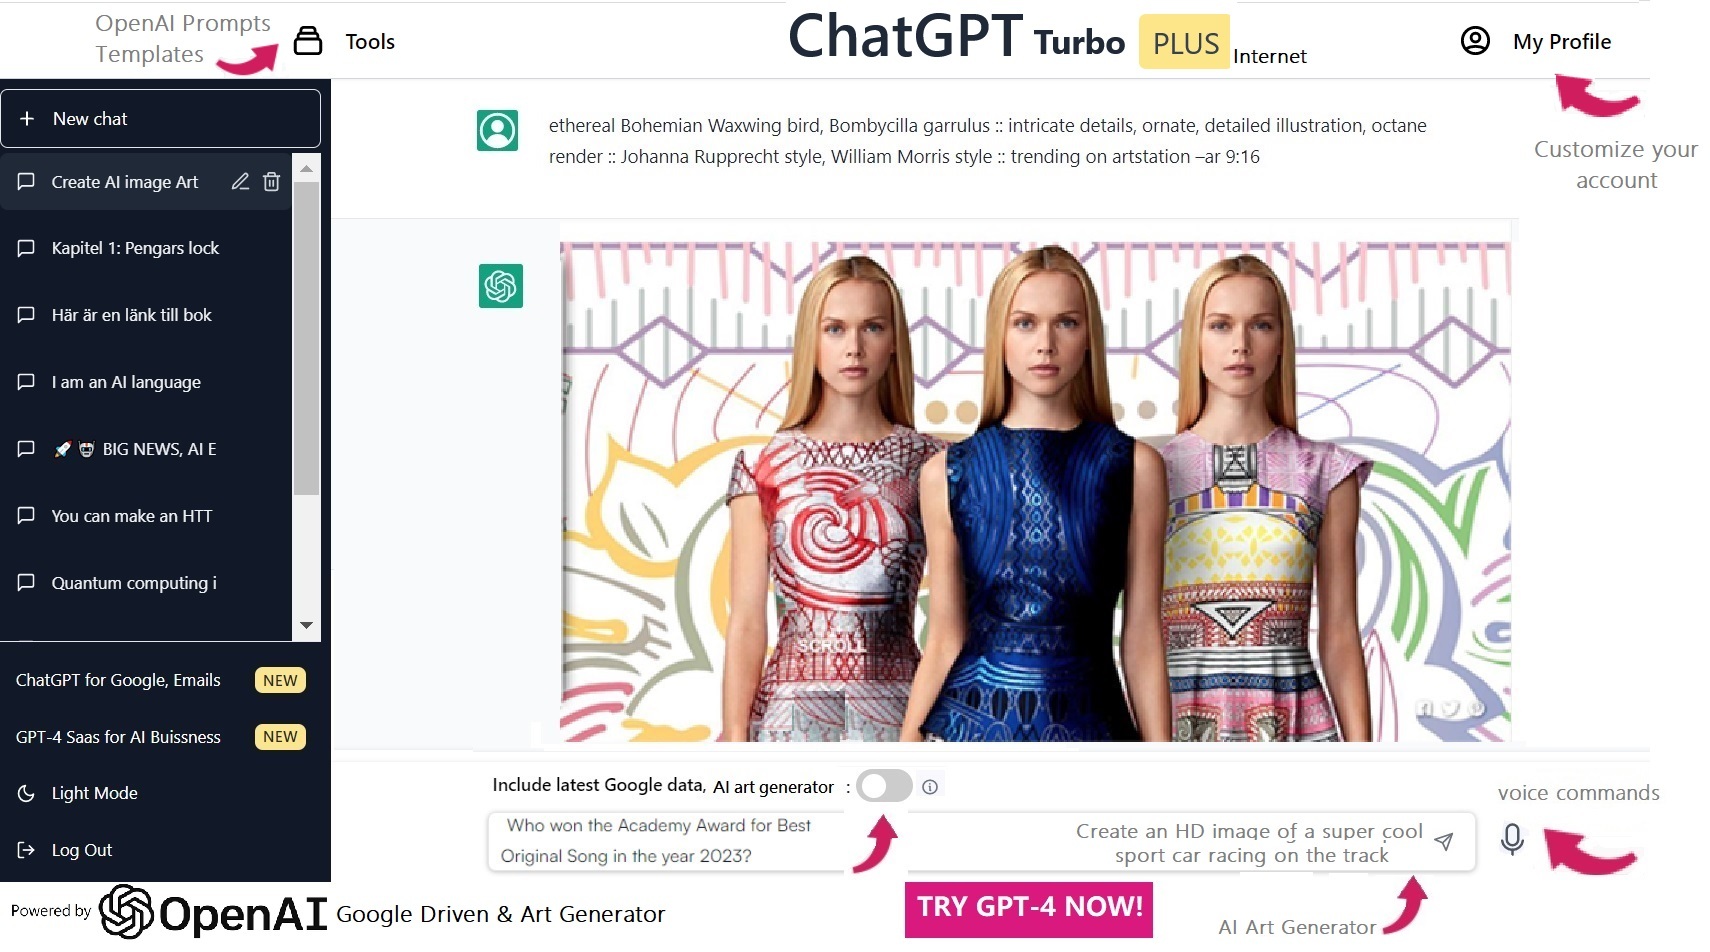 OpenAI Prompts
Templates
Tools
ChatGPT Turbo PLUS Internet
My Profile
Customize your
account
New chat
Create AI image Art
Kapitel 1: Pengars lock
Här är en länk till bok
I am an AI language
🚀 BIG NEWS, AI E
You can make an HTT
Quantum computing i
ChatGPT for Google, Emails NEW
GPT-4 Saas for AI Buissness NEW
Light Mode
Log Out
ethereal Bohemian Waxwing bird, Bombycilla garrulus :: intricate details, ornate, detailed illustration, octane
render :: Johanna Rupprecht style, William Morris style :: trending on artstation –ar 9:16
SCROLL
Include latest Google data, AI art generator :
Who won the Academy Award for Best
Original Song in the year 2023?
Create an HD image of a super cool
sport car racing on the track
voice commands
Powered by OpenAI Google Driven & Art Generator
TRY GPT-4 NOW!
AI Art Generator